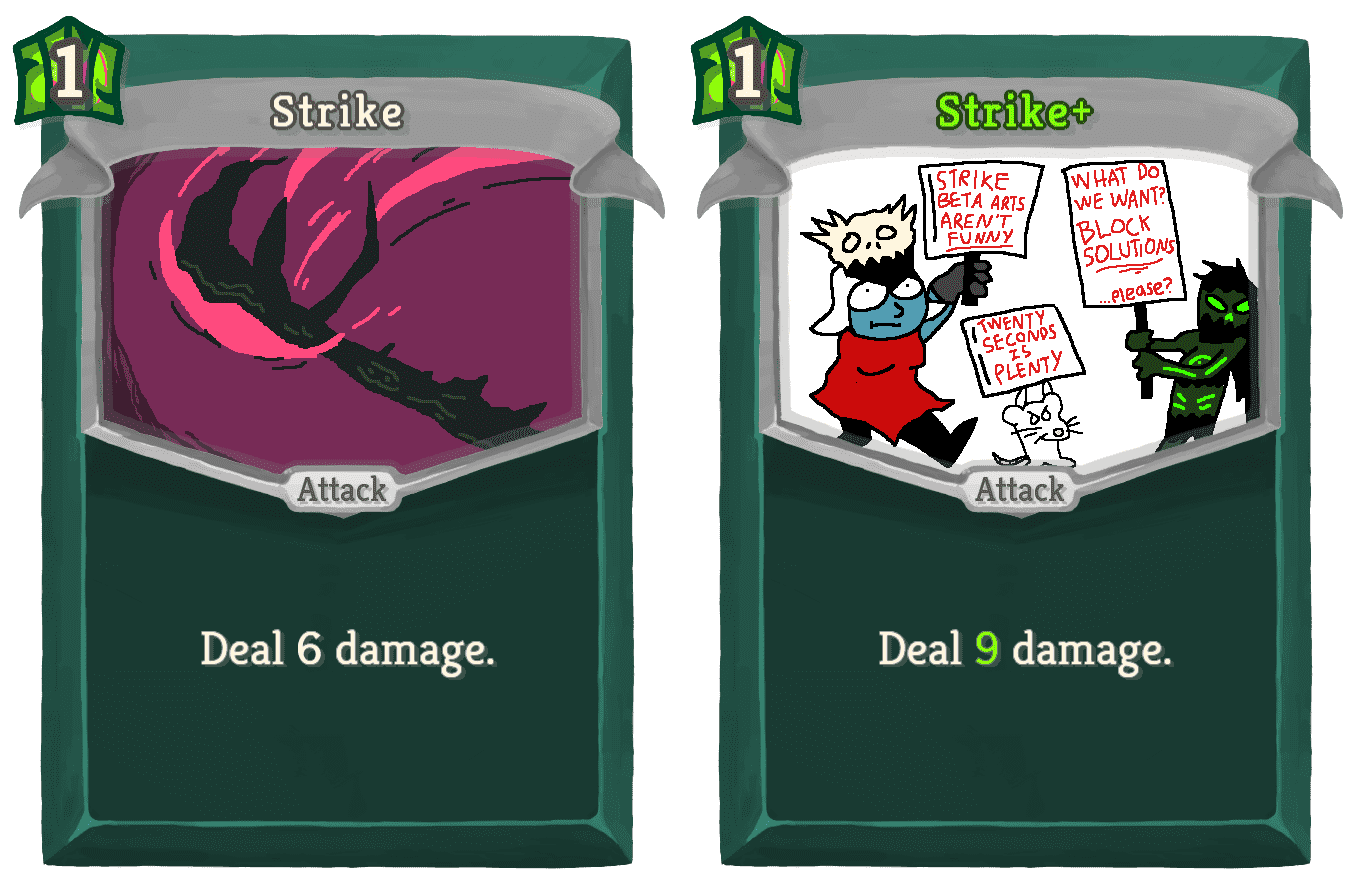 1
Strike
Attack
Deal 6 damage.
1
Strike+
STRIKE
BETA ARTS
AREN'T
FUNNY
WHAT DO
WE WANT?
BLOCK
SOLUTIONS
...please?
TWENTY
SECONDS
IS
PLENTY
Attack
Deal 9 damage.